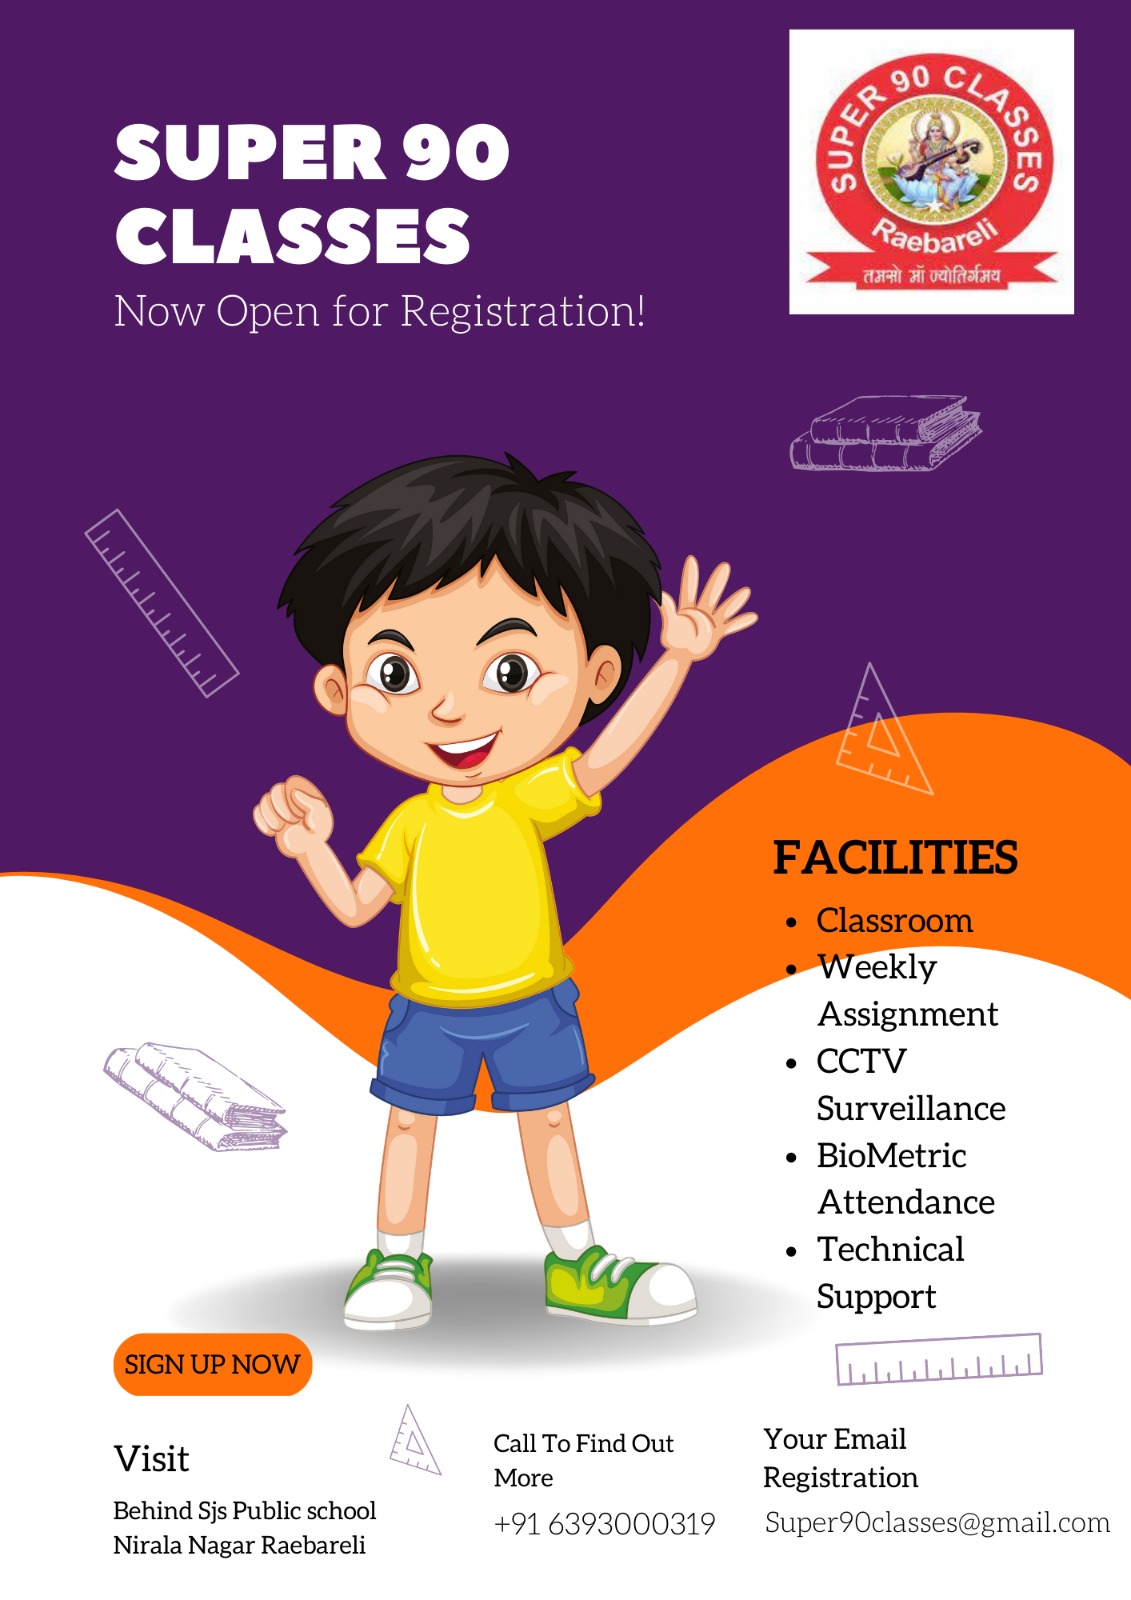 SUPER 90
CLASSES
Now Open for Registration!
SUPER 90 CLASSES
Raebareli
तमसो माँ ज्योतिर्गमय
FACILITIES
• Classroom
• Weekly
Assignment
• CCTV
Surveillance
• BioMetric
Attendance
• Technical
Support
SIGN UP NOW
Visit
Behind Sjs Public school
Nirala Nagar Raebareli
Call To Find Out
More
+91 6393000319
Your Email
Registration
Super90classes@gmail.com